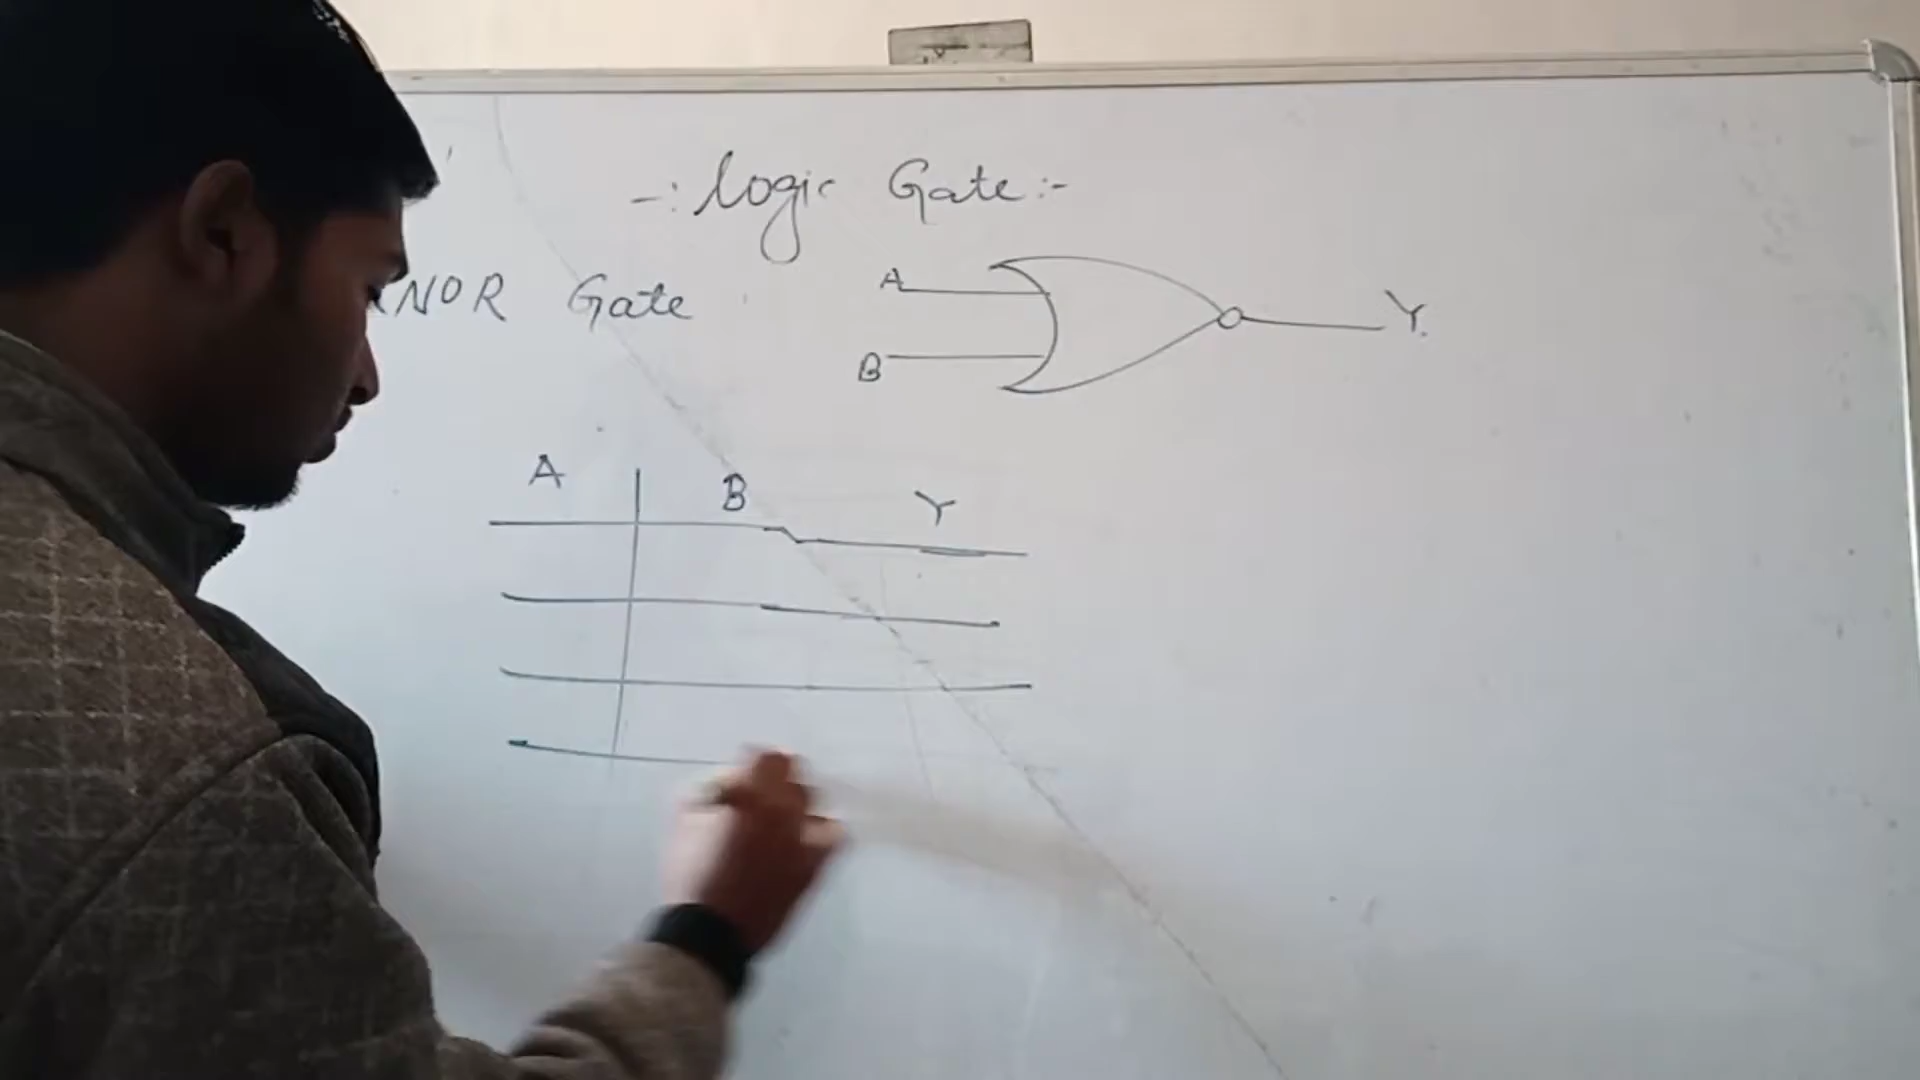 -: Logic Gate :-
NOR Gate
A
Y.
B
A B Y